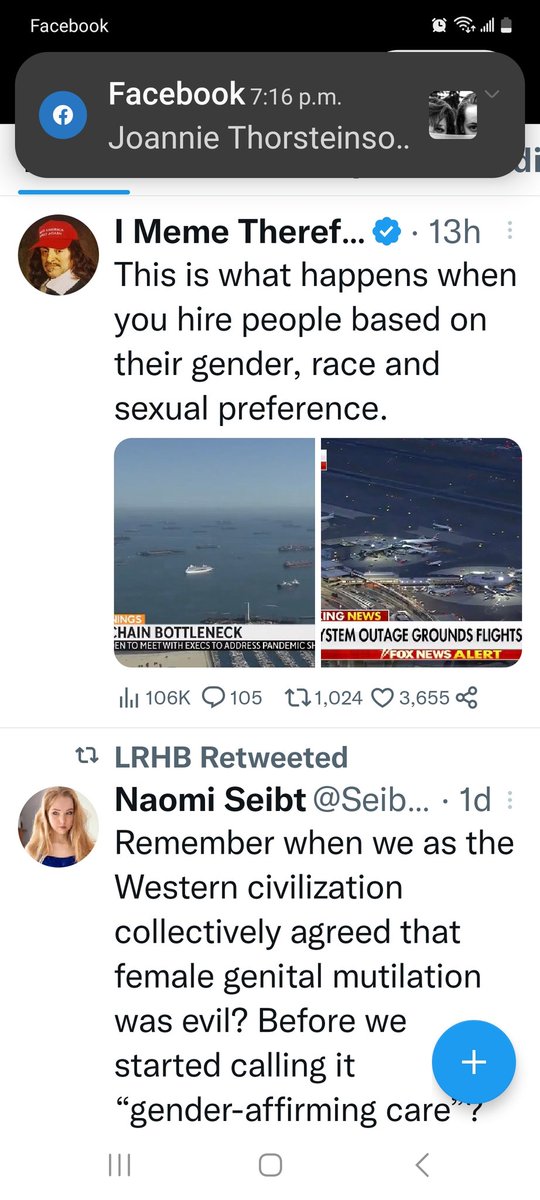 Facebook
Facebook 7:16 p.m.
Joannie Thorsteinso..
I Meme Theref... · 13h
This is what happens when
you hire people based on
their gender, race and
sexual preference.
NINGS
CHAIN BOTTLENECK
EN TO MEET WITH EXECS TO ADDRESS PANDEMIC SH
ING NEWS
YSTEM OUTAGE GROUNDS FLIGHTS
FOX NEWS ALERT
106K 105 1,024 3,655
LRHB Retweeted
Naomi Seibt @Seib... · 1d
Remember when we as the
Western civilization
collectively agreed that
female genital mutilation
was evil? Before we
started calling it
“gender-affirming care”?